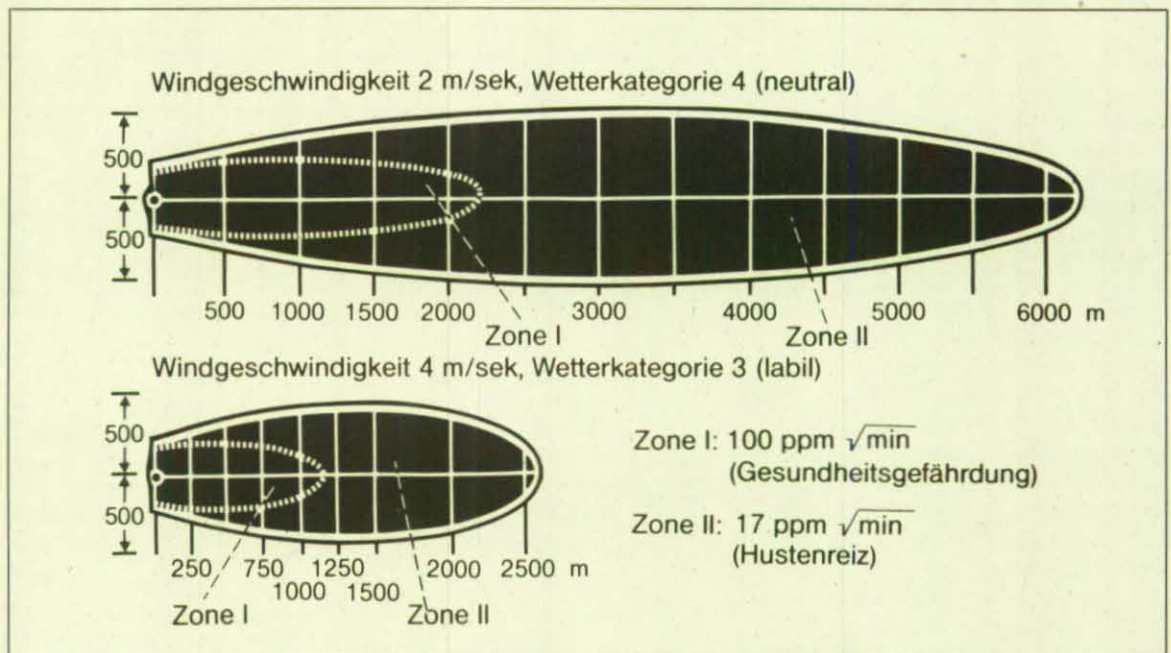 Windgeschwindigkeit 2 m/sek, Wetterkategorie 4 (neutral)
500
500
500 1000 1500 2000 3000 4000 5000 6000 m
Zone I Zone II
Windgeschwindigkeit 4 m/sek, Wetterkategorie 3 (labil)
500
500
250 750 1250 2000 2500 m
1000 1500
Zone I Zone II
Zone I: 100 ppm √min
(Gesundheitsgefährdung)
Zone II: 17 ppm √min
(Hustenreiz)